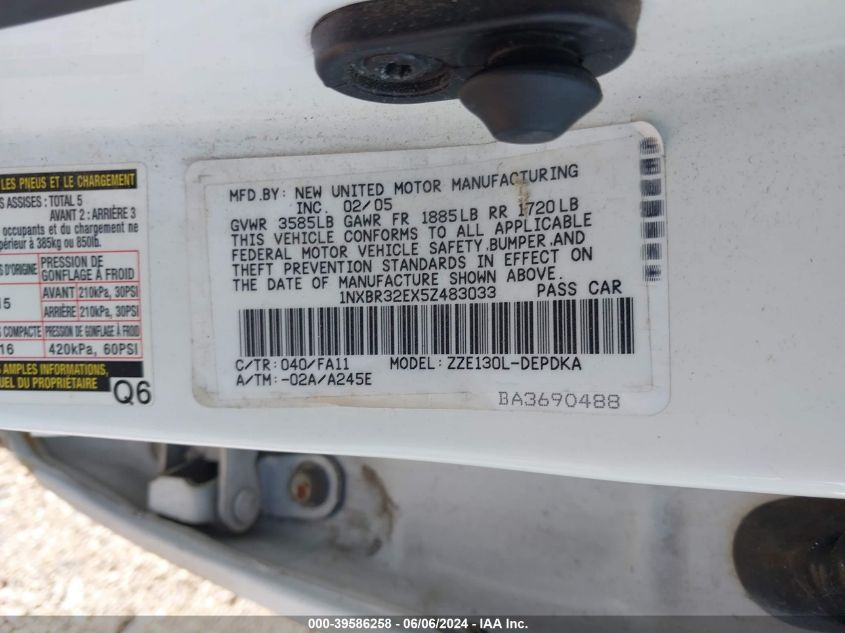 LES PNEUS ET LE CHARGEMENT
ASSISES: TOTAL 5
AVANT 2: ARRIÈRE 3
occupants et du chargement ne
385kg ou 850lb.
PRESSION DE
GONFLAGE À FROID
15 AVANT 210kPa, 30PSI
ARRIÈRE 210kPa, 30PSI
COMPACTE PRESSION DE GONFLAGE À FROID
16 420kPa, 60PSI
AMPLES INFORMATIONS,
DU PROPRIÉTAIRE
Q6
MFD.BY: NEW UNITED MOTOR MANUFACTURING
INC. 02/05
GVWR 3585LB GAWR FR 1885LB RR 1720LB
THIS VEHICLE CONFORMS TO ALL APPLICABLE
FEDERAL MOTOR VEHICLE SAFETY,BUMPER,AND
THEFT PREVENTION STANDARDS IN EFFECT ON
THE DATE OF MANUFACTURE SHOWN ABOVE.
1NXBR32EX5Z483033 PASS CAR
C/TR: 040/FA11 MODEL: ZZE130L-DEPDKA
A/TM: -02A/A245E
BA3690488
000-39586258 - 06/06/2024 - IAA Inc.